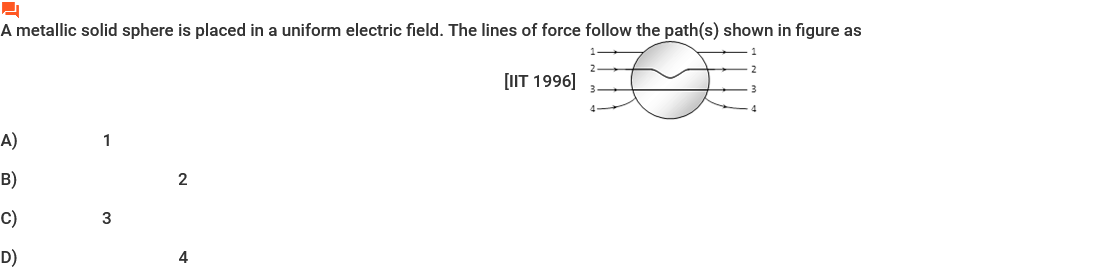 A metallic solid sphere is placed in a uniform electric field. The lines of force follow the path(s) shown in figure as
[IIT 1996]
1 1
2 2
3 3
4 4
A) 1
B) 2
C) 3
D) 4